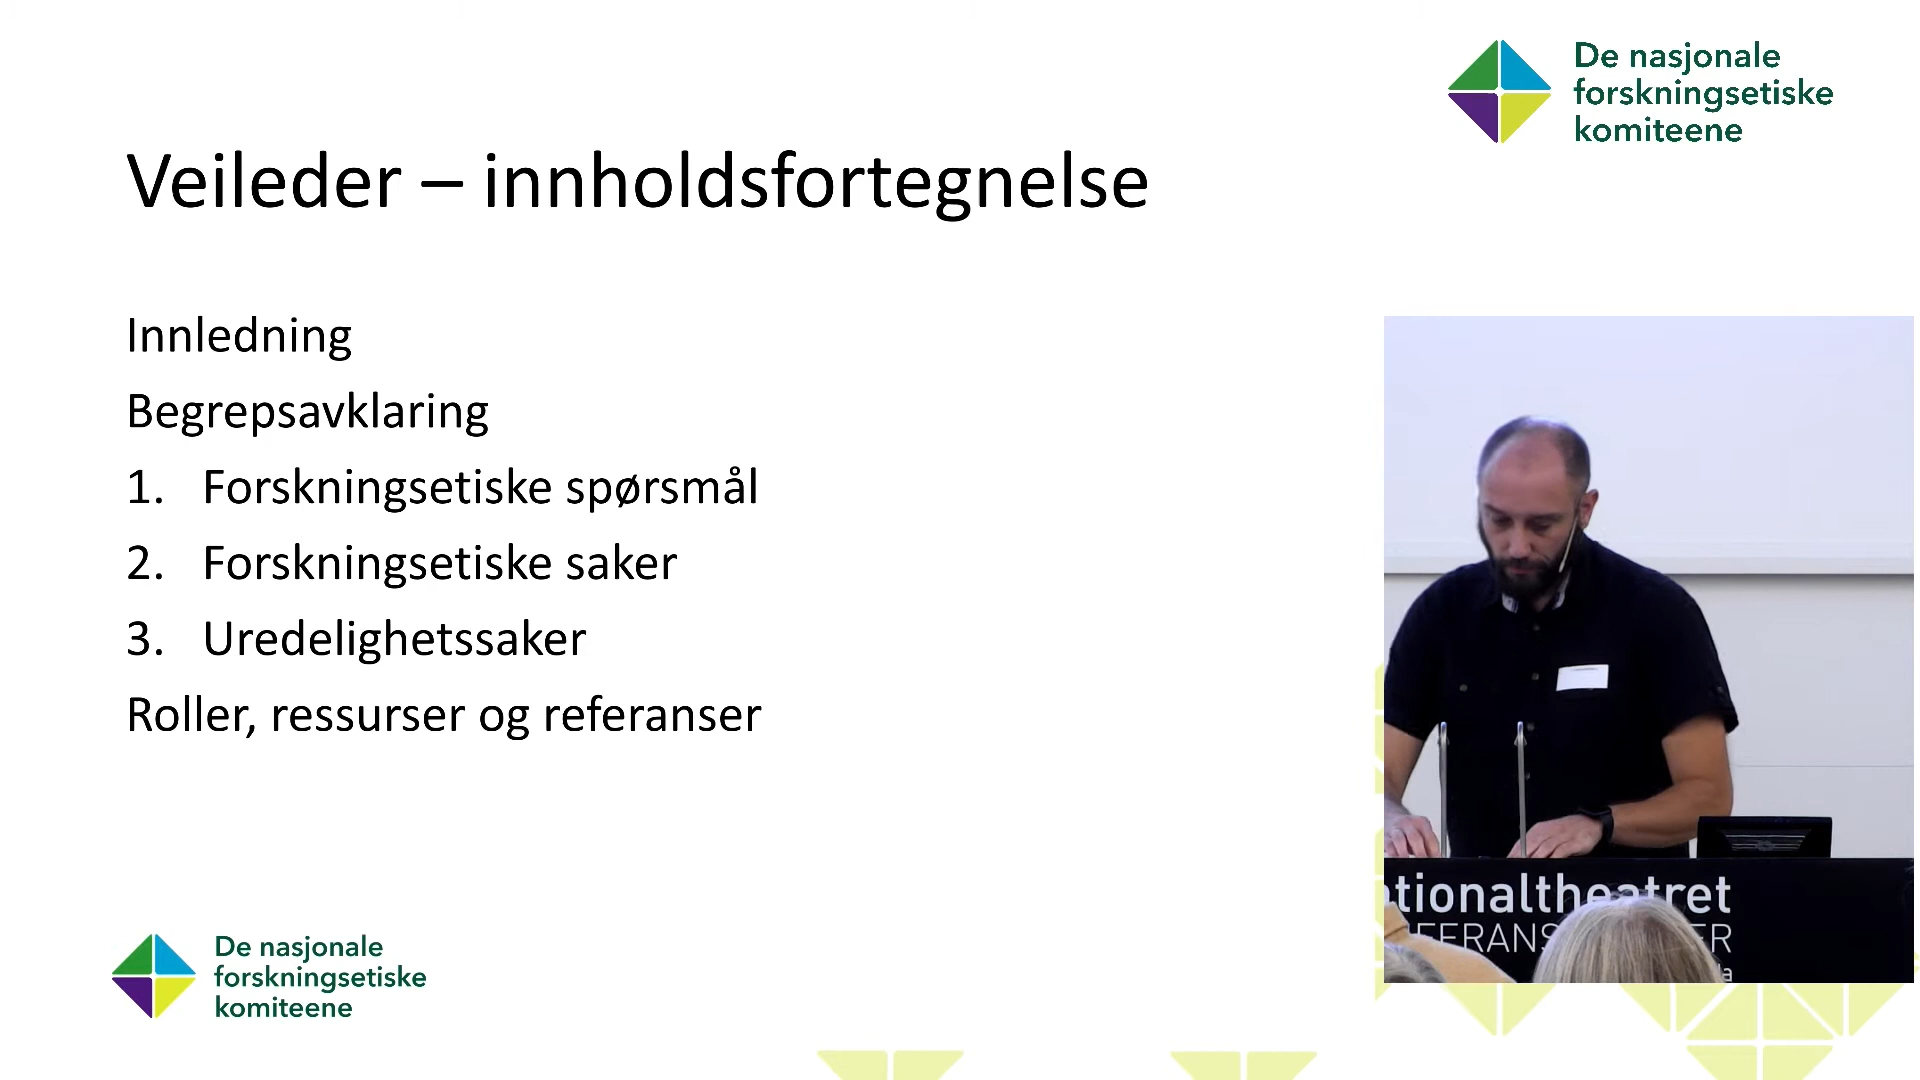 De nasjonale
forskningsetiske
komiteene
Veileder – innholdsfortegnelse
Innledning
Begrepsavklaring
1. Forskningsetiske spørsmål
2. Forskningsetiske saker
3. Uredelighetssaker
Roller, ressurser og referanser
tionaltheatret
De nasjonale
forskningsetiske
komiteene